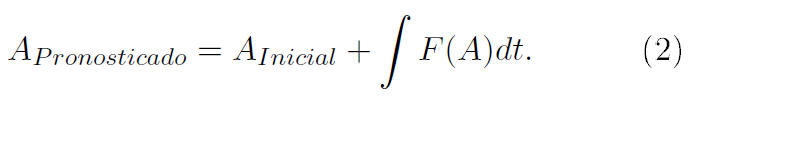 A_{Pronosticado} = A_{Inicial} + ∫ F(A)dt. (2)